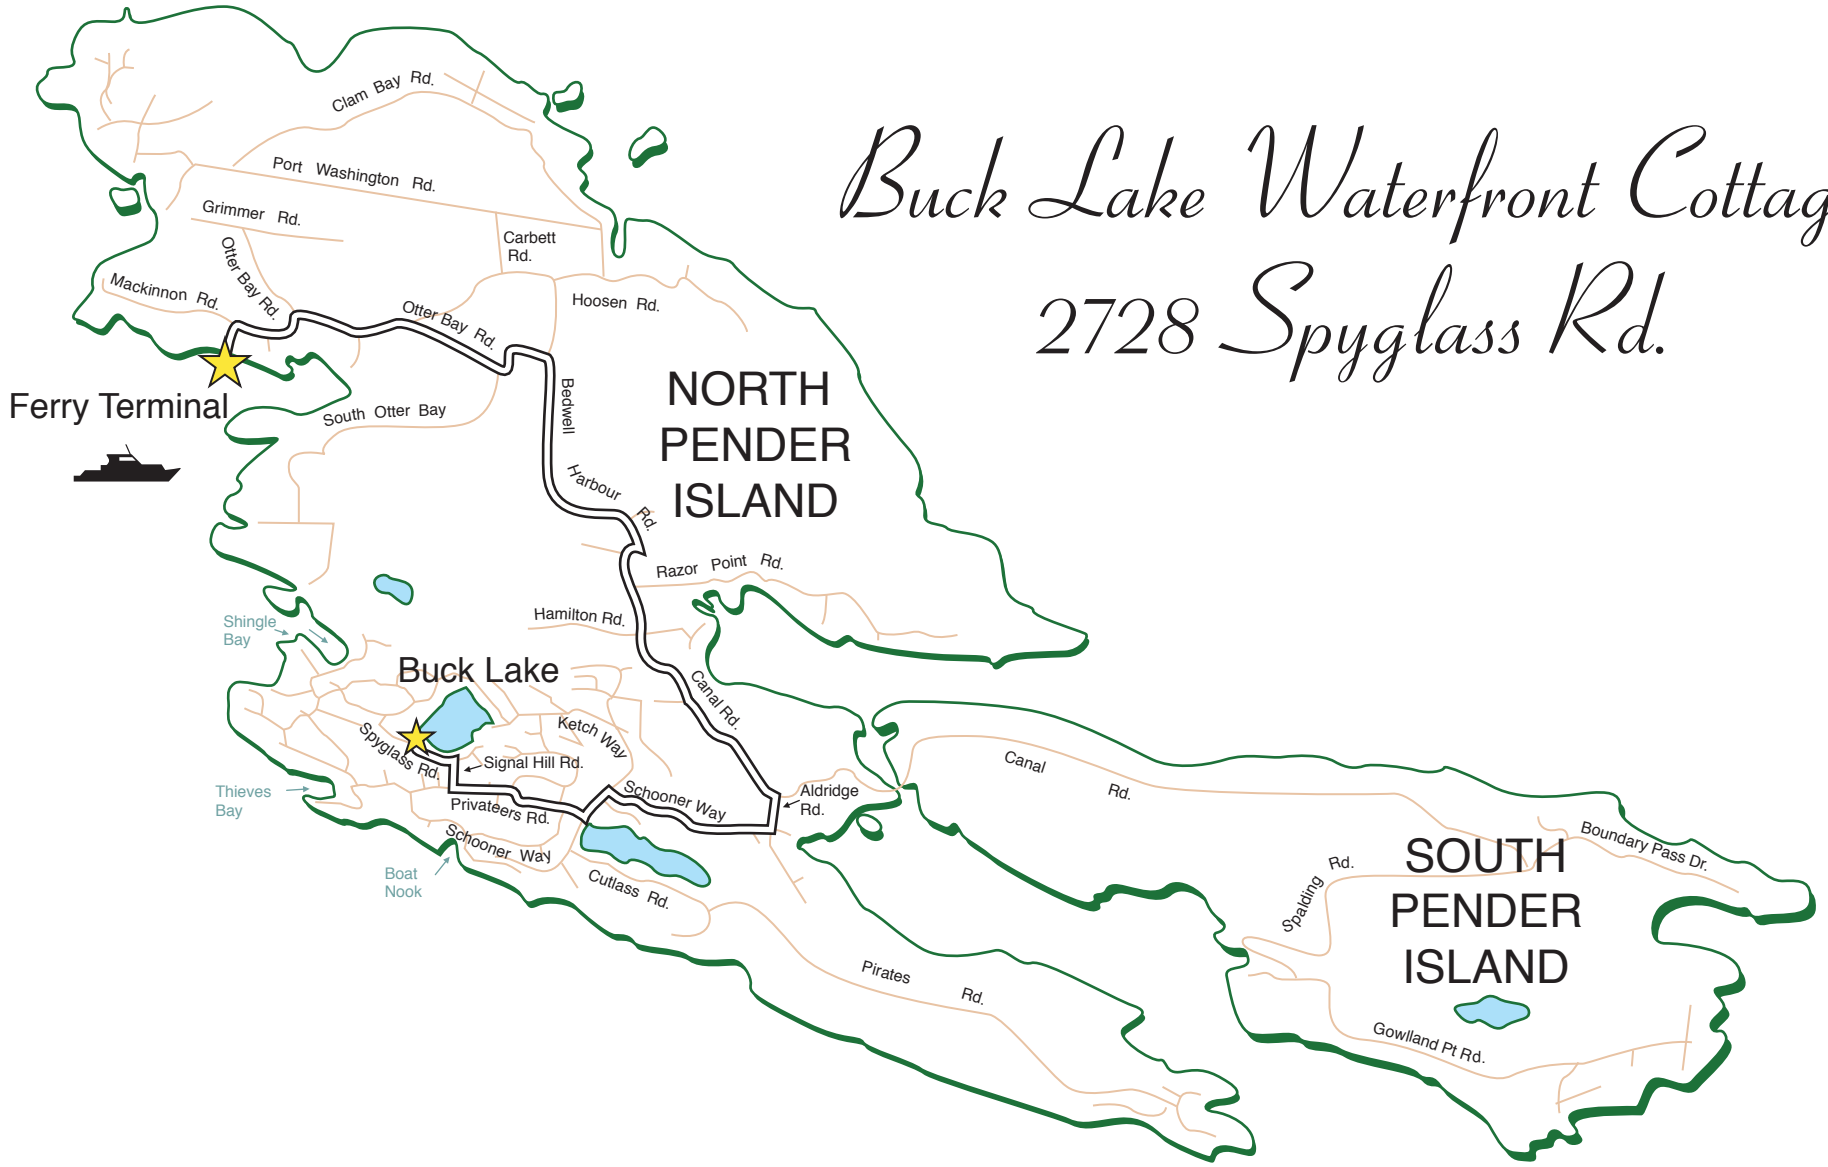 Buck Lake Waterfront Cottag
2728 Spyglass Rd.
Clam Bay Rd.
Port Washington Rd.
Grimmer Rd.
Otter Bay Rd.
Mackinnon Rd.
Carbett
Rd.
Hoosen Rd.
Otter Bay Rd.
Ferry Terminal
South Otter Bay
Bedwell
Harbour
Rd.
NORTH
PENDER
ISLAND
Razor Point Rd.
Hamilton Rd.
Shingle
Bay
Buck Lake
Canal Rd.
Ketch Way
Spyglass Rd.
Signal Hill Rd.
Thieves
Bay
Privateers Rd.
Schooner Way
Aldridge
Rd.
Schooner Way
Boat
Nook
Cutlass Rd.
Pirates Rd.
Canal
Rd.
Boundary Pass Dr.
Spalding Rd.
SOUTH
PENDER
ISLAND
Gowlland Pt Rd.